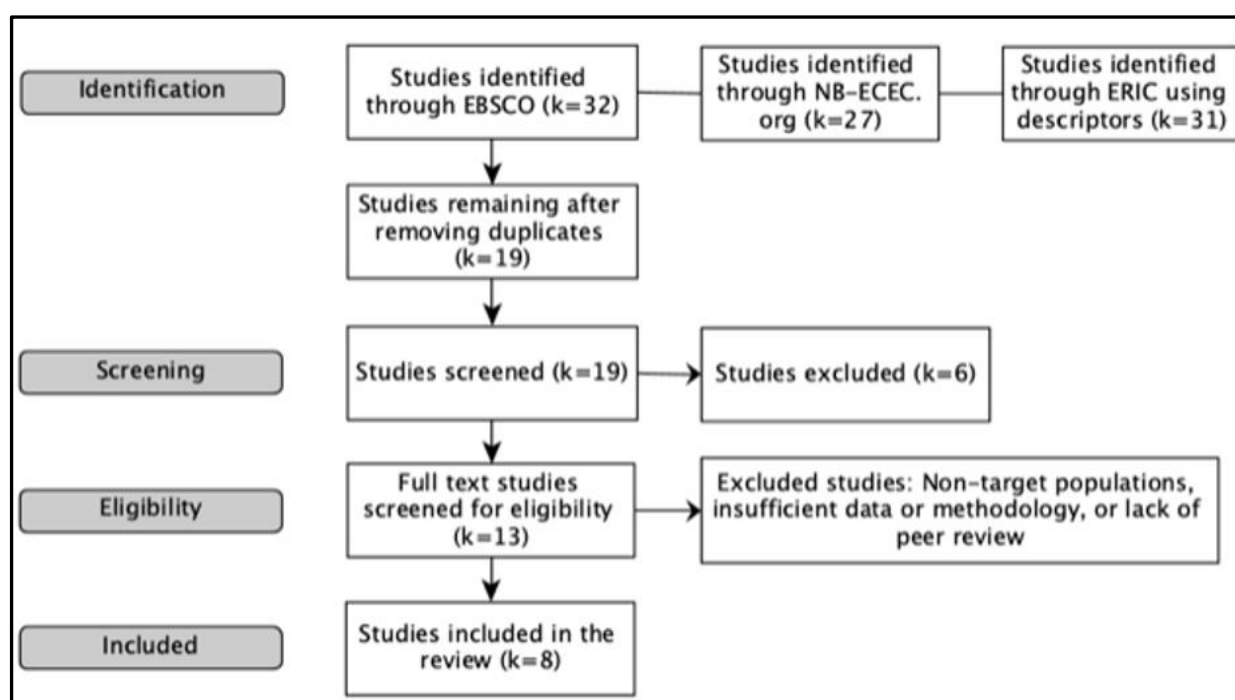 Identification
Studies identified
through EBSCO (k=32)
Studies identified
through NB-ECEC.
org (k=27)
Studies identified
through ERIC using
descriptors (k=31)
Studies remaining after
removing duplicates
(k=19)
Screening
Studies screened (k=19)
Studies excluded (k=6)
Eligibility
Full text studies
screened for eligibility
(k=13)
Excluded studies: Non-target populations,
insufficient data or methodology, or lack of
peer review
Included
Studies included in the
review (k=8)